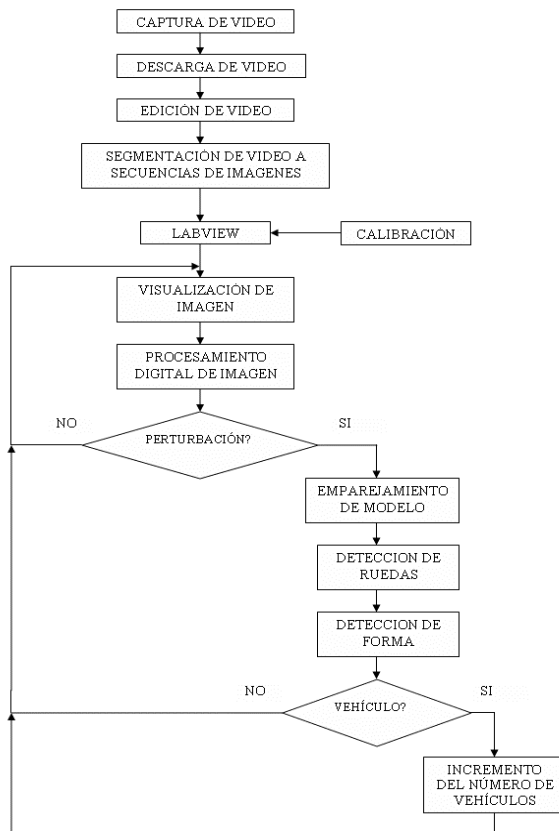 CAPTURA DE VIDEO
DESCARGA DE VIDEO
EDICIÓN DE VIDEO
SEGMENTACIÓN DE VIDEO A
SECUENCIAS DE IMAGENES
LABVIEW
CALIBRACIÓN
VISUALIZACIÓN DE
IMAGEN
PROCESAMIENTO
DIGITAL DE IMAGEN
NO
PERTURBACIÓN?
SI
EMPAREJAMIENTO
DE MODELO
DETECCION DE
RUEDAS
DETECCION DE
FORMA
NO
VEHÍCULO?
SI
INCREMENTO
DEL NÚMERO DE
VEHÍCULOS